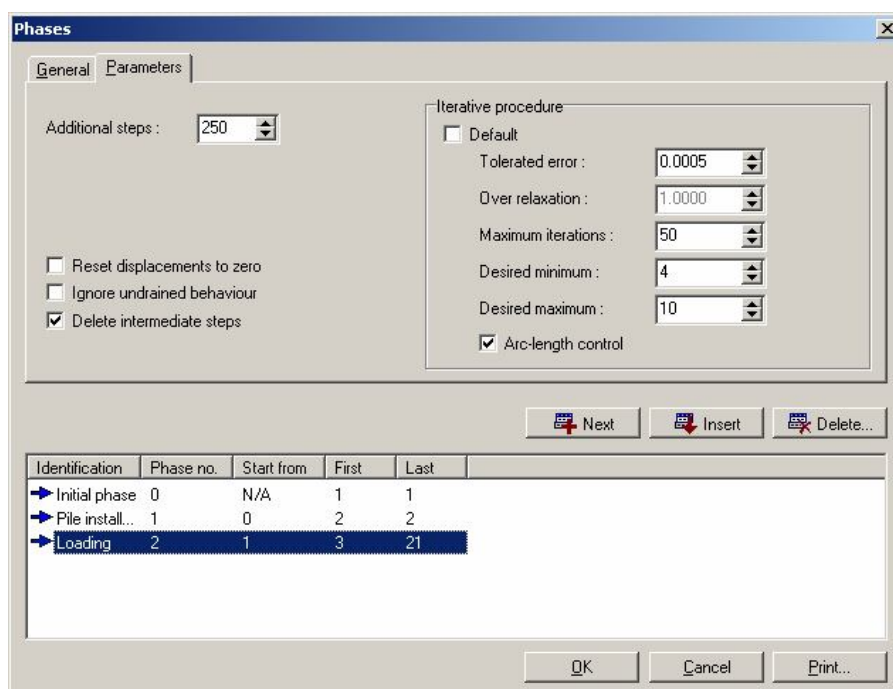 Phases
General Parameters
Additional steps : 250
Reset displacements to zero
Ignore undrained behaviour
Delete intermediate steps
Iterative procedure
Default
Tolerated error : 0.0005
Over relaxation : 1.0000
Maximum iterations : 50
Desired minimum : 4
Desired maximum : 10
Arc-length control
Next Insert Delete...
Identification Phase no. Start from First Last
Initial phase 0 N/A 1 1
Pile install... 1 0 2 2
Loading 2 1 3 21
OK Cancel Print...